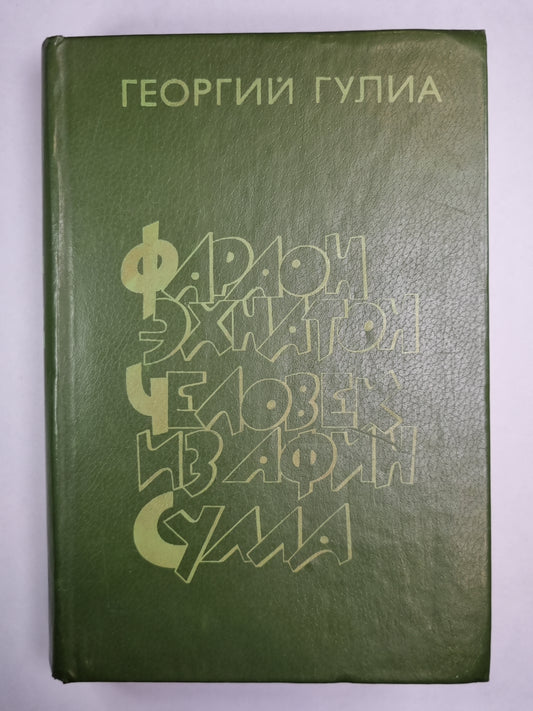 ГЕОРГИЙ ГУЛИА
ФАРАОН
ЭХНАТОН
ЧЕЛОВЕК
ИЗ АФИН
СУЛЛА